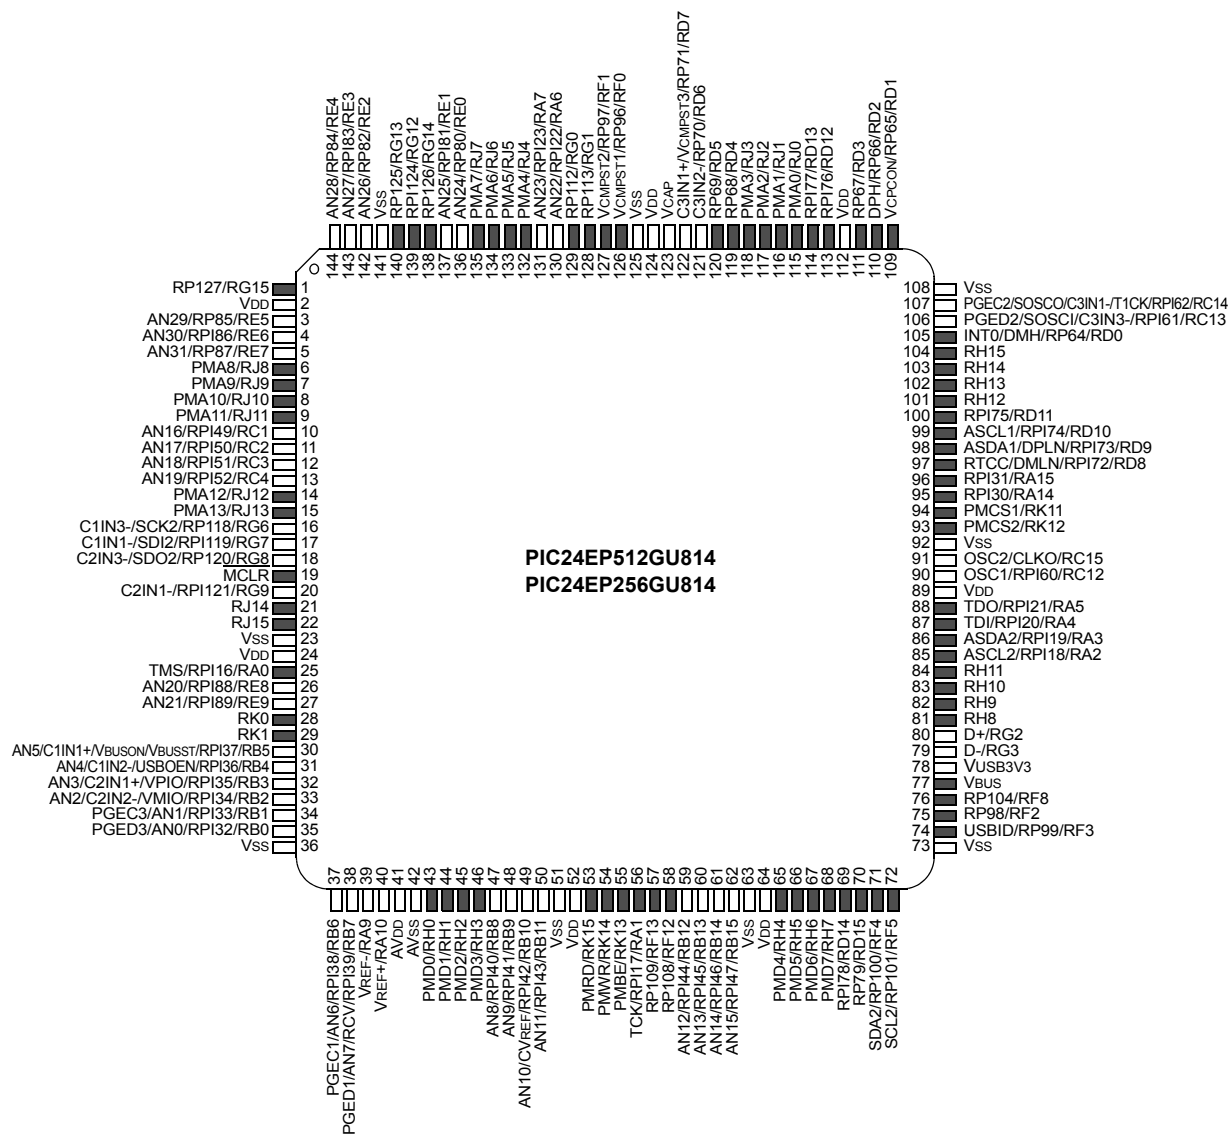 AN28/RP84/RE4
AN27/RPI83/RE3
AN26/RP82/RE2
VSS
RP125/RG13
RPI124/RG12
RP126/RG14
AN25/RPI81/RE1
AN24/RP80/RE0
PMA7/RJ7
PMA6/RJ6
PMA5/RJ5
PMA4/RJ4
AN23/RPI23/RA7
AN22/RPI22/RA6
RP112/RG0
RP113/RG1
VCMPST2/RP97/RF1
VCMPST1/RP96/RF0
VSS
VDD
VCAP
C3IN1+/VCMPST3/RP71/RD7
C3IN2-/RP70/RD6
RP69/RD5
RP68/RD4
PMA3/RJ3
PMA2/RJ2
PMA1/RJ1
PMA0/RJ0
RPI77/RD13
RPI76/RD12
VDD
RP67/RD3
DPH/RP66/RD2
VCPCON/RP65/RD1
144
143
142
141
140
139
138
137
136
135
134
133
132
131
130
129
128
127
126
125
124
123
122
121
120
119
118
117
116
115
114
113
112
111
110
109
RP127/RG15 1
VDD 2
AN29/RP85/RE5 3
AN30/RPI86/RE6 4
AN31/RP87/RE7 5
PMA8/RJ8 6
PMA9/RJ9 7
PMA10/RJ10 8
PMA11/RJ11 9
AN16/RPI49/RC1 10
AN17/RPI50/RC2 11
AN18/RPI51/RC3 12
AN19/RPI52/RC4 13
PMA12/RJ12 14
PMA13/RJ13 15
C1IN3-/SCK2/RP118/RG6 16
C1IN1-/SDI2/RPI119/RG7 17
C2IN3-/SDO2/RP120/RG8 18
MCLR 19
C2IN1-/RPI121/RG9 20
RJ14 21
RJ15 22
VSS 23
VDD 24
TMS/RPI16/RA0 25
AN20/RPI88/RE8 26
AN21/RPI89/RE9 27
RK0 28
RK1 29
AN5/C1IN1+/VBUSON/VBUSST/RPI37/RB5 30
AN4/C1IN2-/USBOEN/RPI36/RB4 31
AN3/C2IN1+/VPIO/RPI35/RB3 32
AN2/C2IN2-/VMIO/RPI34/RB2 33
PGEC3/AN1/RPI33/RB1 34
PGED3/AN0/RPI32/RB0 35
VSS 36
PIC24EP512GU814
PIC24EP256GU814
108 VSS
107 PGEC2/SOSCO/C3IN1-/T1CK/RPI62/RC14
106 PGED2/SOSCI/C3IN3-/RPI61/RC13
105 INT0/DMH/RP64/RD0
104 RH15
103 RH14
102 RH13
101 RH12
100 RPI75/RD11
99 ASCL1/RPI74/RD10
98 ASDA1/DPLN/RPI73/RD9
97 RTCC/DMLN/RPI72/RD8
96 RPI31/RA15
95 RPI30/RA14
94 PMCS1/RK11
93 PMCS2/RK12
92 VSS
91 OSC2/CLKO/RC15
90 OSC1/RPI60/RC12
89 VDD
88 TDO/RPI21/RA5
87 TDI/RPI20/RA4
86 ASDA2/RPI19/RA3
85 ASCL2/RPI18/RA2
84 RH11
83 RH10
82 RH9
81 RH8
80 D+/RG2
79 D-/RG3
78 VUSB3V3
77 VBUS
76 RP104/RF8
75 RP98/RF2
74 USBID/RP99/RF3
73 VSS
37
38
39
40
41
42
43
44
45
46
47
48
49
50
51
52
53
54
55
56
57
58
59
60
61
62
63
64
65
66
67
68
69
70
71
72
PGEC1/AN6/RPI38/RB6
PGED1/AN7/RCV/RPI39/RB7
VREF-/RA9
VREF+/RA10
AVDD
AVSS
PMD0/RH0
PMD1/RH1
PMD2/RH2
PMD3/RH3
AN8/RPI40/RB8
AN9/RPI41/RB9
AN10/CVREF/RPI42/RB10
AN11/RPI43/RB11
VSS
VDD
PMRD/RK15
PMWR/RK14
PMBE/RK13
TCK/RPI17/RA1
RP109/RF13
RP108/RF12
AN12/RPI44/RB12
AN13/RPI45/RB13
AN14/RPI46/RB14
AN15/RPI47/RB15
VSS
VDD
PMD4/RH4
PMD5/RH5
PMD6/RH6
PMD7/RH7
RPI78/RD14
RP79/RD15
SDA2/RP100/RF4
SCL2/RP101/RF5